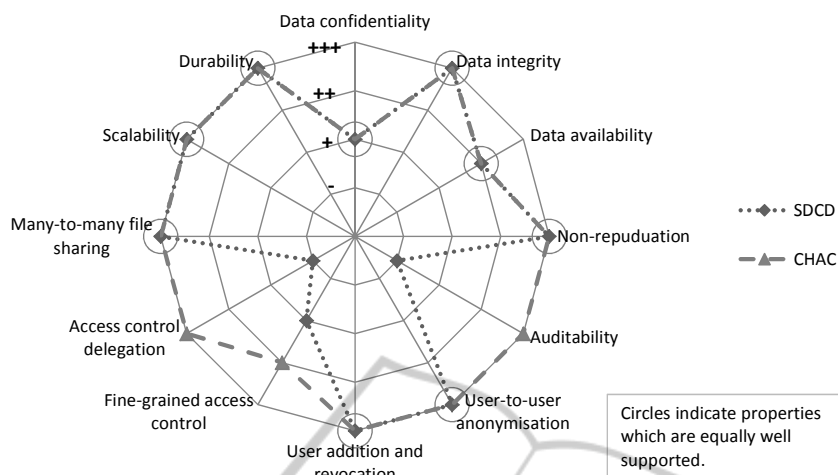 Data confidentiality
+++
++
+
-
Data integrity
Data availability
Non-repuduation
Auditability
User-to-user
anonymisation
User addition and
revocation
Fine-grained access
control
Access control
delegation
Many-to-many file
sharing
Scalability
Durability
SDCD
CHAC
Circles indicate properties
which are equally well
supported.